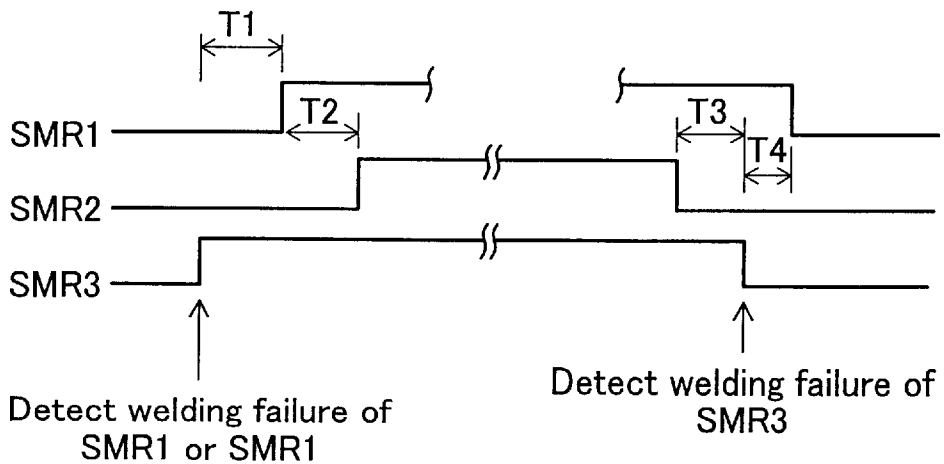 T1
T2
T3
SMR1
T4
SMR2
SMR3
Detect welding failure of
SMR1 or SMR1
Detect welding failure of
SMR3